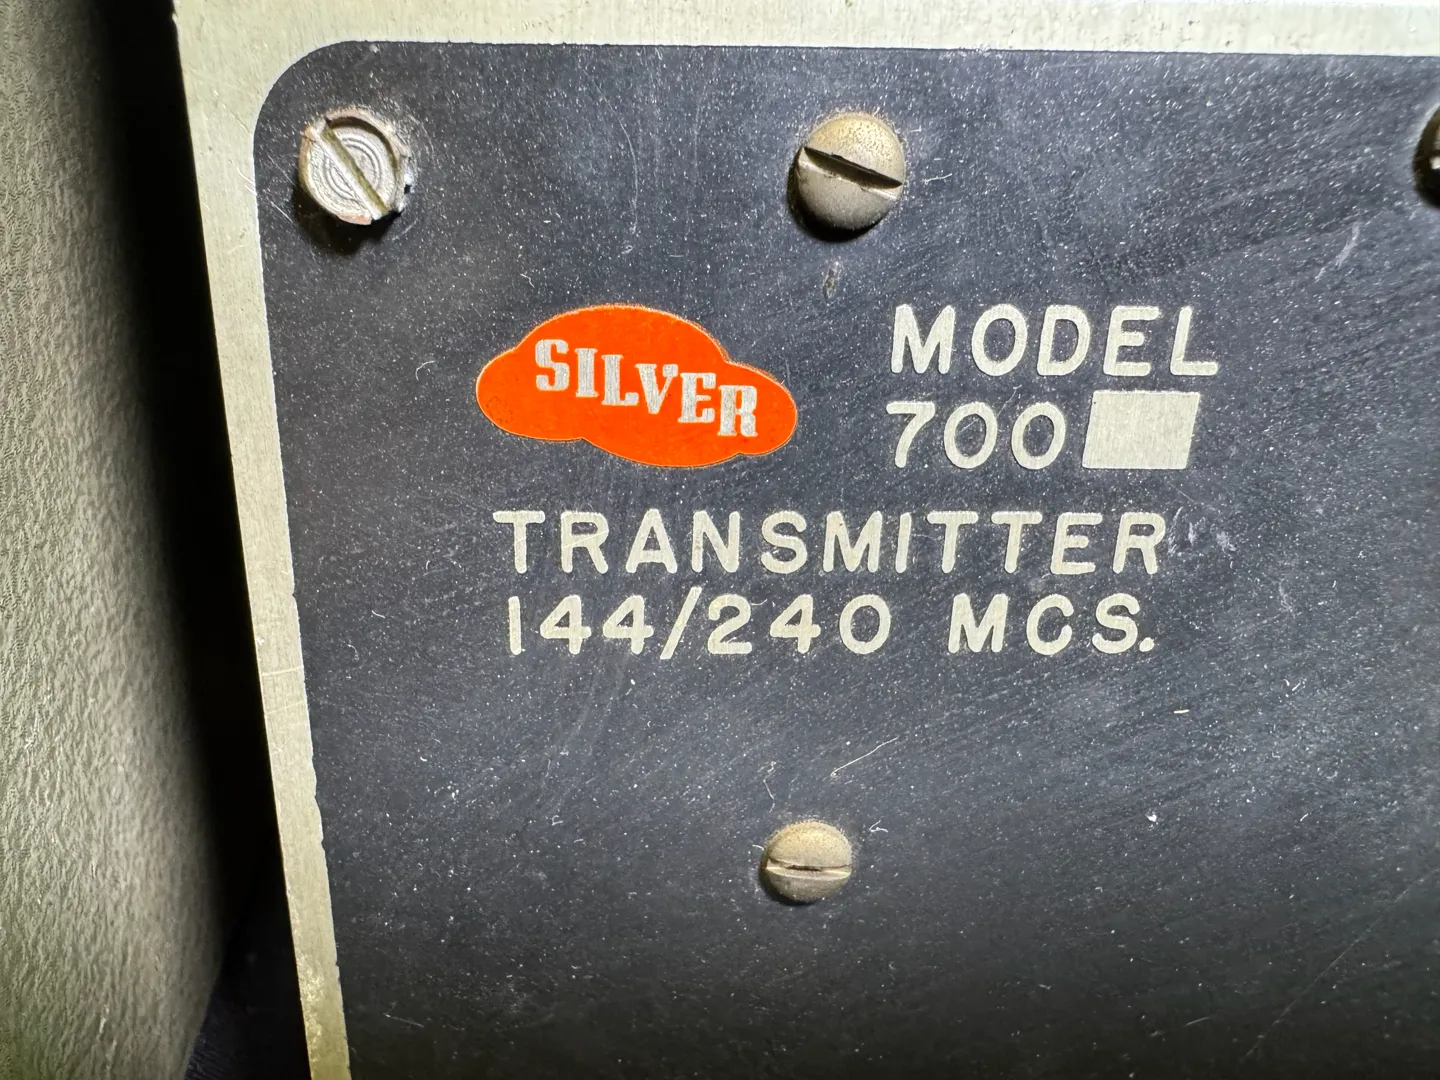 SILVER
MODEL
700
TRANSMITTER
144/240 MCS.